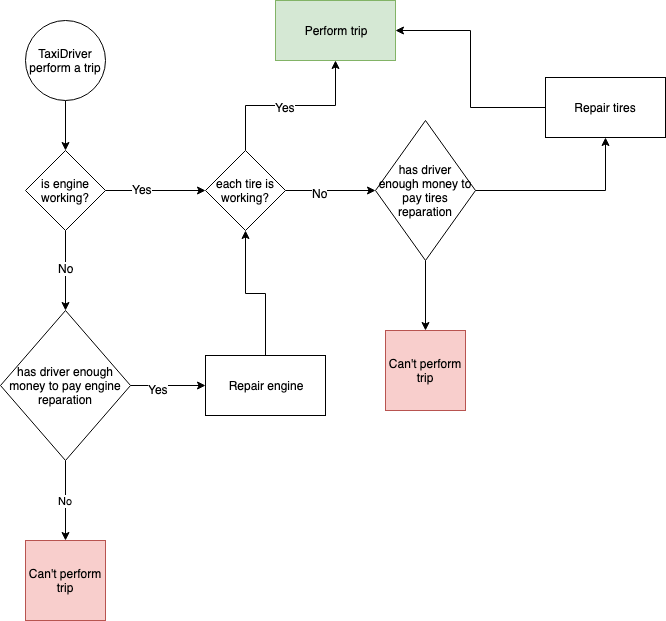 Perform trip
TaxiDriver
perform a trip
Yes
Repair tires
has driver
enough money to
pay tires
reparation
is engine
working?
Yes
each tire is
working?
No
No
has driver enough
money to pay engine
reparation
Yes
Repair engine
Can't perform
trip
No
Can't perform
trip